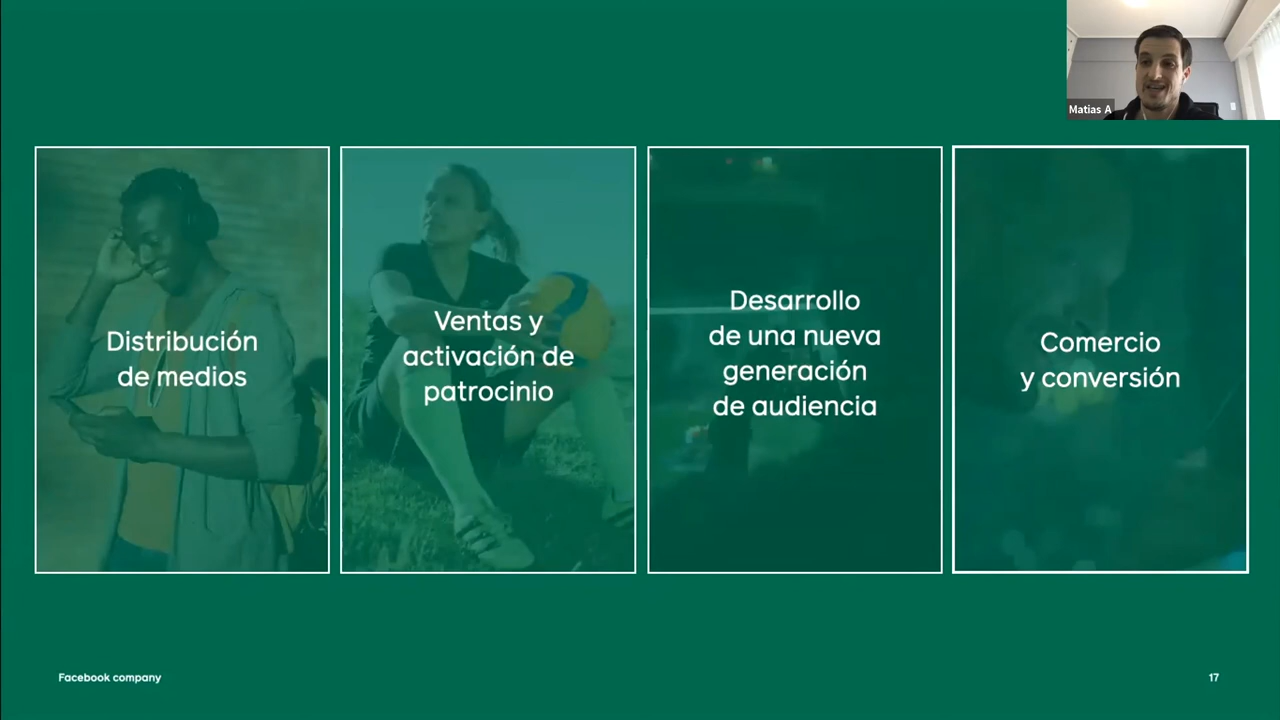 Matias A
Distribución
de medios
Ventas y
activación de
patrocinio
Desarrollo
de una nueva
generación
de audiencia
Comercio
y conversión
Facebook company
17